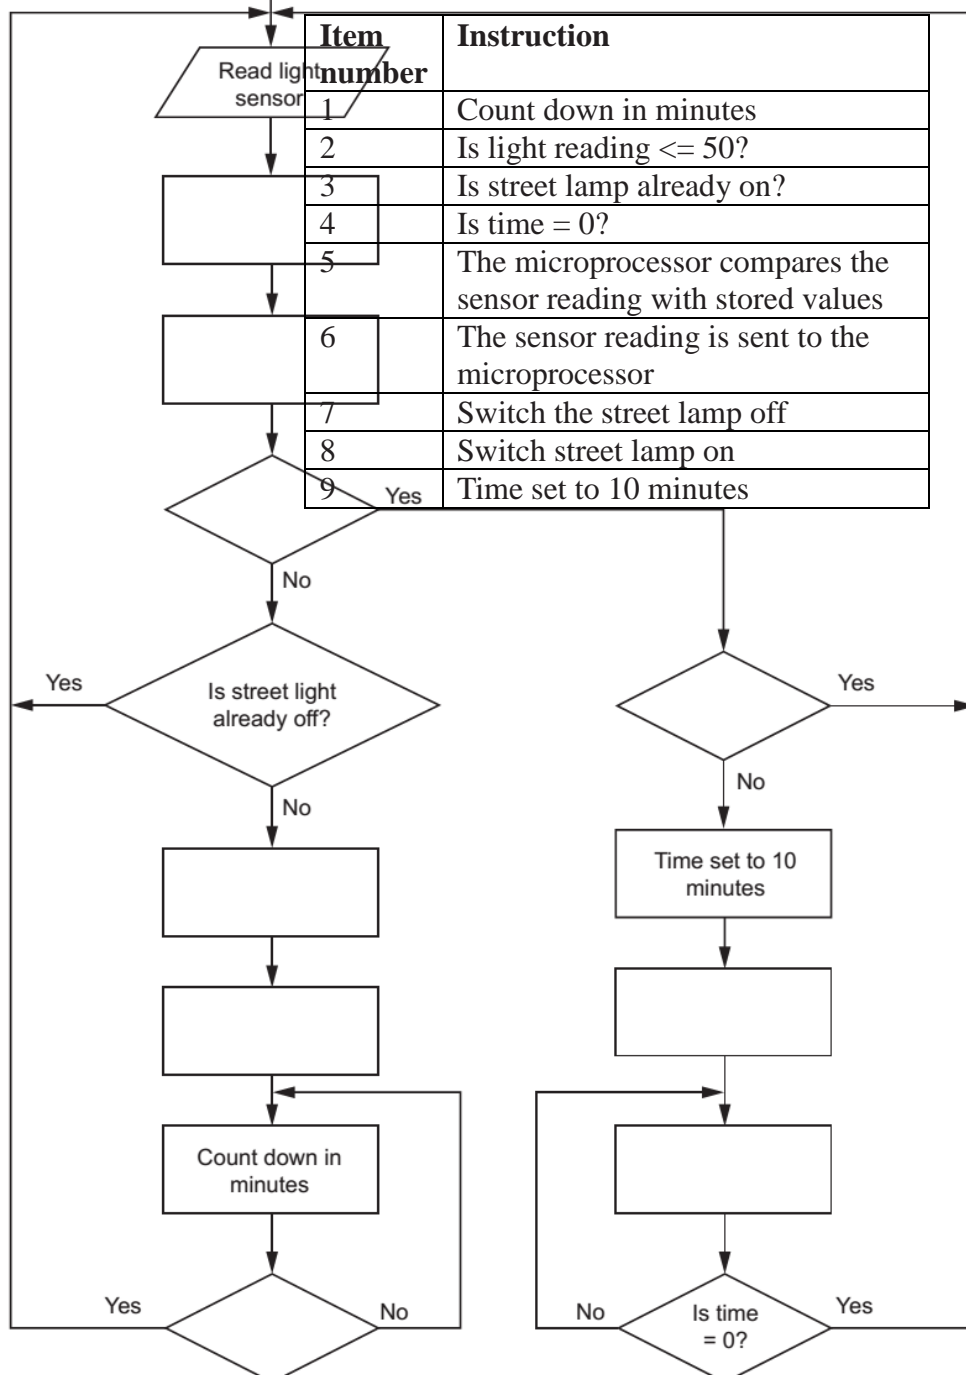 Item
number
Instruction
Read light
sensor
1
Count down in minutes
2
Is light reading <= 50?
3
Is street lamp already on?
4
Is time = 0?
5
The microprocessor compares the
sensor reading with stored values
6
The sensor reading is sent to the
microprocessor
7
Switch the street lamp off
8
Switch street lamp on
9
Time set to 10 minutes
Yes
No
Yes
Is street light
already off?
Yes
No
No
Time set to 10
minutes
Count down in
minutes
Yes
No
No
Is time
= 0?
Yes